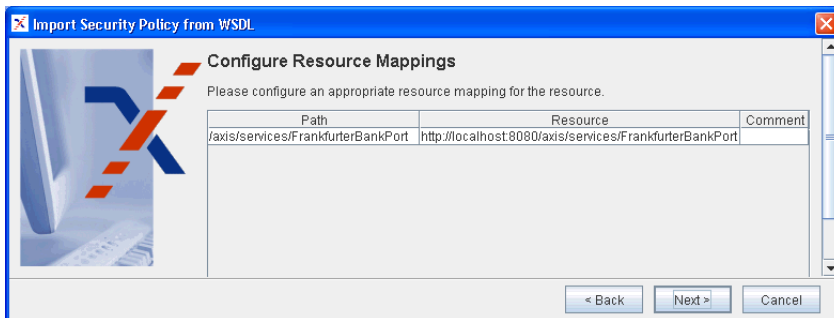 Import Security Policy from WSDL
Configure Resource Mappings
Please configure an appropriate resource mapping for the resource.
Path Resource Comment
/axis/services/FrankfurterBankPort http://localhost:8080/axis/services/FrankfurterBankPort
< Back Next > Cancel